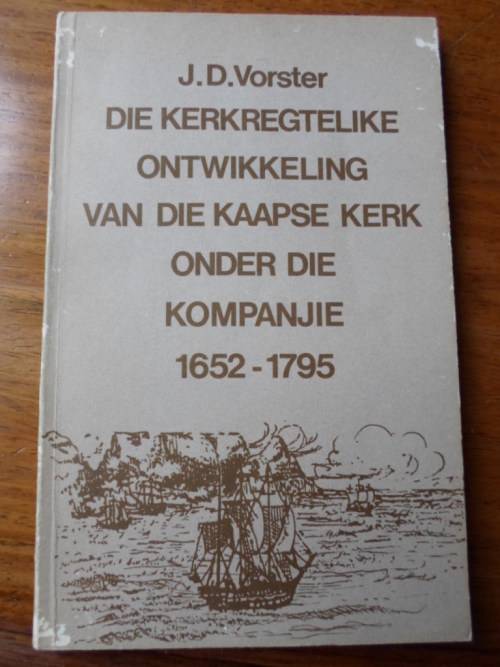 J.D.Vorster
DIE KERKREGTELIKE
ONTWIKKELING
VAN DIE KAAPSE KERK
ONDER DIE
KOMPANJIE
1652-1795